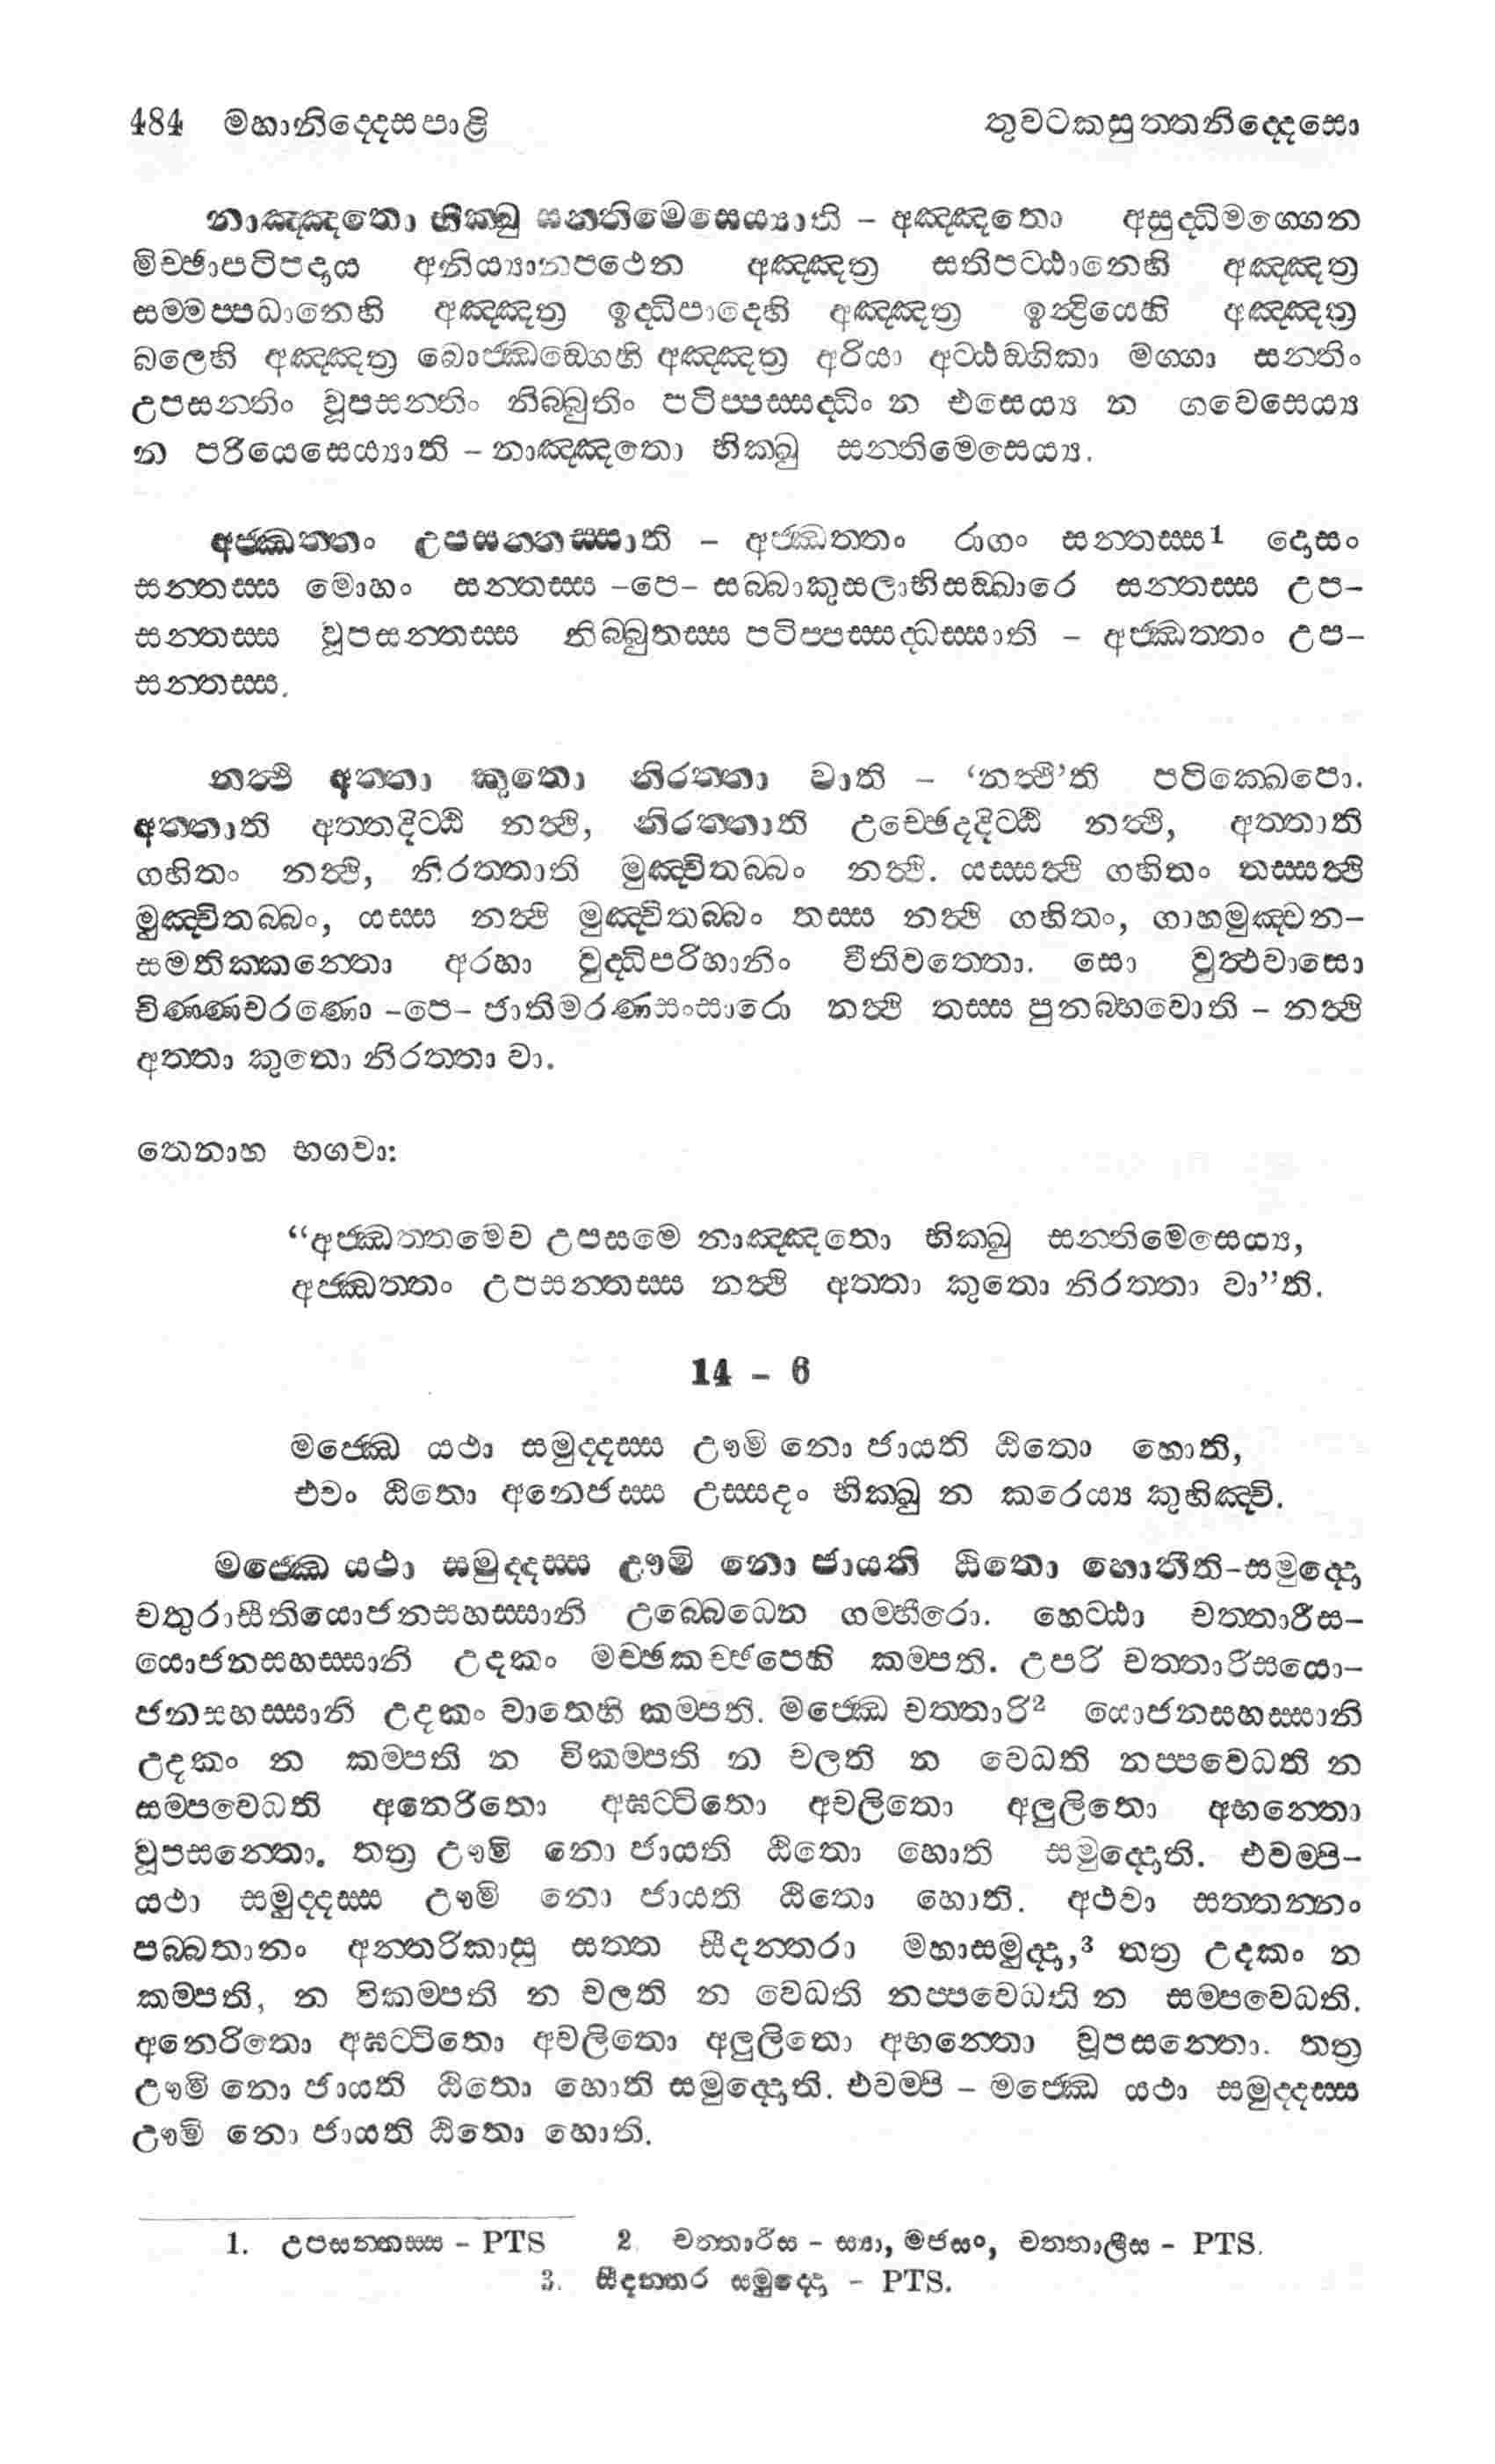 484 මහානිද්දෙසපාළි තුවටකසුත්තනිද්දෙසො
නාඤ්ඤතො භික්ඛු සන්තිමෙසෙය්‍යාති – අඤ්ඤතො අසුද්ධිමග්ගෙන
මිච්ඡාපටිපදාය අනිය්‍යානපථෙන අඤ්ඤත්‍ර සතිපට්ඨානෙහි අඤ්ඤත්‍ර
සම්මප්පධානෙහි අඤ්ඤත්‍ර ඉද්ධිපාදෙහි අඤ්ඤත්‍ර ඉන්ද්‍රියෙහි අඤ්ඤත්‍ර
බලෙහි අඤ්ඤත්‍ර බොජ්ඣඞ්ගෙහි අඤ්ඤත්‍ර අරියා අට්ඨඞ්ගිකා මග්ගා සන්තිං
උපසන්තිං වූපසන්තිං නිබ්බුතිං පටිප්පස්සද්ධිං න එසෙය්‍ය න ගවෙසෙය්‍ය
න පරියෙසෙය්‍යාති – නාඤ්ඤතො භික්ඛු සන්තිමෙසෙය්‍ය.
අජ්ඣත්තං උපසන්තස්සාති – අජ්ඣත්තං රාගං සන්තස්ස1 දොසං
සන්තස්ස මොහං සන්තස්ස –පෙ– සබ්බාකුසලාභිසඞ්ඛාරෙ සන්තස්ස උප–
සන්තස්ස වූපසන්තස්ස නිබ්බුතස්ස පටිප්පස්සද්ධස්සාති – අජ්ඣත්තං උප–
සන්තස්ස.
නත්ථි අත්තා කුතො නිරත්තා වාති – ‘නත්ථී’ති පටික්ඛෙපො.
අත්තාති අත්තදිට්ඨි නත්ථි, නිරත්තාති උච්ඡෙදදිට්ඨි නත්ථි, අත්තාති
ගහිතං නත්ථි, නිරත්තාති මුඤ්චිතබ්බං නත්ථි. යස්සත්ථි ගහිතං තස්සත්ථි
මුඤ්චිතබ්බං, යස්ස නත්ථි මුඤ්චිතබ්බං තස්ස නත්ථි ගහිතං, ගාහමුඤ්චන–
සමතික්කන්තො අරහා වුද්ධිපරිහානිං වීතිවත්තො. සො වුත්ථවාසො
චිණ්ණචරණො –පෙ– ජාතිමරණසංසාරො නත්ථි තස්ස පුනබ්භවොති – නත්ථි
අත්තා කුතො නිරත්තා වා.
තෙනාහ භගවා:
“අජ්ඣත්තමෙව උපසමෙ නාඤ්ඤතො භික්ඛු සන්තිමෙසෙය්‍ය,
අජ්ඣත්තං උපසන්තස්ස නත්ථි අත්තා කුතො නිරත්තා වා”ති.
14 – 6
මජ්ඣෙ යථා සමුද්දස්ස ඌමි නො ජායති ඨිතො හොති,
එවං ඨිතො අනෙජස්ස උස්සදං භික්ඛු න කරෙය්‍ය කුහිඤ්චි.
මජ්ඣෙ යථා සමුද්දස්ස ඌමි නො ජායති ඨිතො හොතීති–සමුද්දො
චතුරාසීතියොජනසහස්සානි උබ්බෙධෙන ගම්භීරො. හෙට්ඨා චත්තාරීස–
යොජනසහස්සානි උදකං මච්ඡකච්ඡපෙහි කම්පති. උපරි චත්තාරීසයො–
ජනසහස්සානි උදකං වාතෙහි කම්පති. මජ්ඣෙ චත්තාරි2 යොජනසහස්සානි
උදකං න කම්පති න විකම්පති න චලති න වෙධති නප්පවෙධති න
සම්පවෙධති අනෙරිතො අඝට්ටිතො අචලිතො අලුලිතො අභන්තො
වූපසන්තො. තත්‍ර ඌමි නො ජායති ඨිතො හොති සමුද්දොති. එවම්පි–
යථා සමුද්දස්ස ඌමි නො ජායති ඨිතො හොති. අථවා සත්තන්නං
පබ්බතානං අන්තරිකාසු සත්ත සීදන්තරා මහාසමුද්දා,3 තත්‍ර උදකං න
කම්පති, න විකම්පති න චලති න වෙධති නප්පවෙධති න සම්පවෙධති.
අනෙරිතො අඝට්ටිතො අචලිතො අලුලිතො අභන්තො වූපසන්තො. තත්‍ර
ඌමි නො ජායති ඨිතො හොති සමුද්දොති. එවම්පි – මජ්ඣෙ යථා සමුද්දස්ස
ඌමි නො ජායති ඨිතො හොති.
1. උපසන්තස්ස – PTS 2. චත්තාරීස – ස්‍යා, මජසං, චත්තාළීස – PTS.
3. සීදන්තර සමුද්දො – PTS.